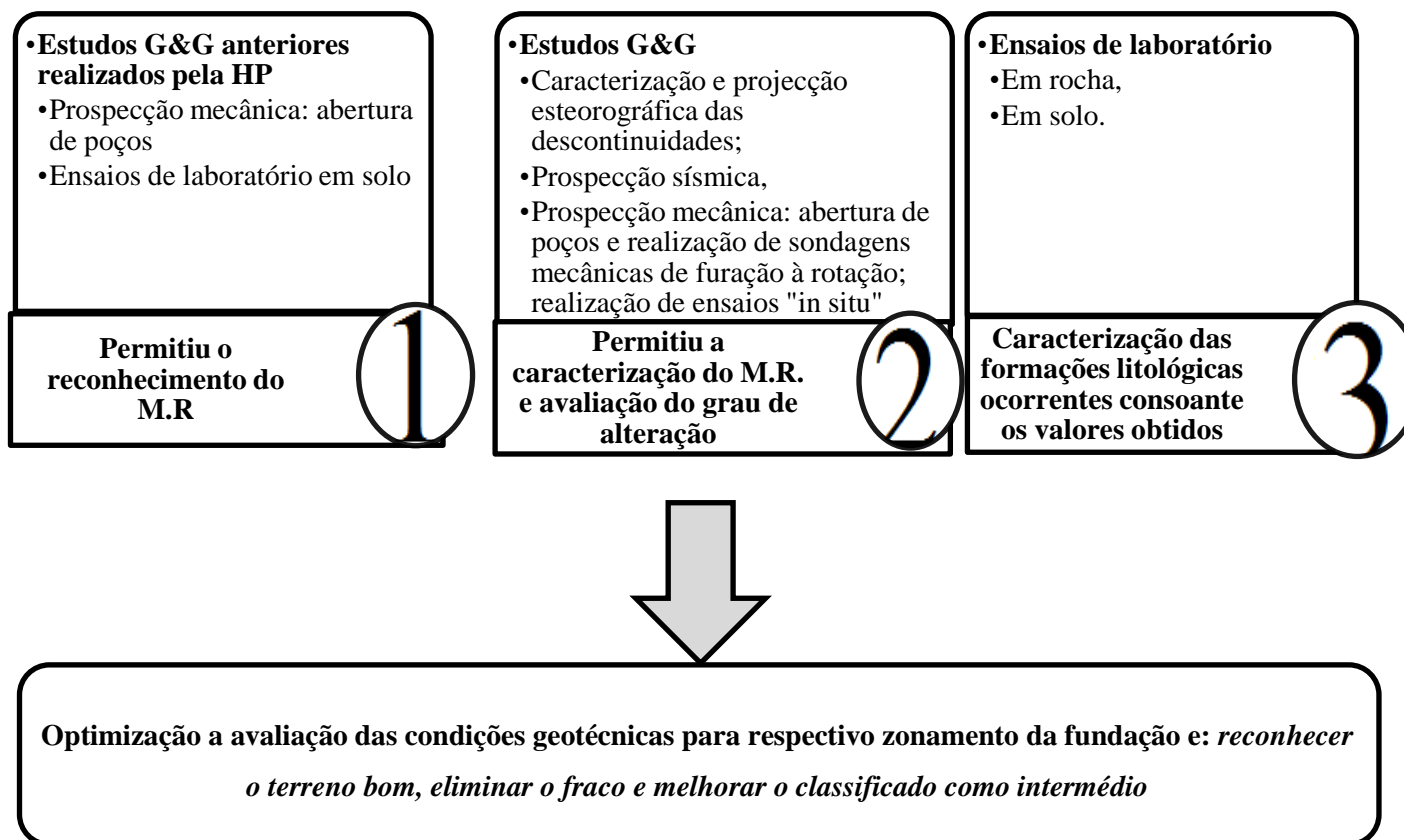 •Estudos G&G anteriores
realizados pela HP
•Prospecção mecânica: abertura
de poços
•Ensaios de laboratório em solo
Permitiu o
reconhecimento do
M.R
1
•Estudos G&G
•Caracterização e projecção
esteorográfica das
descontinuidades;
•Prospecção sísmica,
•Prospecção mecânica: abertura de
poços e realização de sondagens
mecânicas de furação à rotação;
realização de ensaios "in situ"
Permitiu a
caracterização do M.R.
e avaliação do grau de
alteração
2
•Ensaios de laboratório
•Em rocha,
•Em solo.
Caracterização das
formações litológicas
ocorrentes consoante
os valores obtidos
3
Optimização a avaliação das condições geotécnicas para respectivo zonamento da fundação e: reconhecer
o terreno bom, eliminar o fraco e melhorar o classificado como intermédio